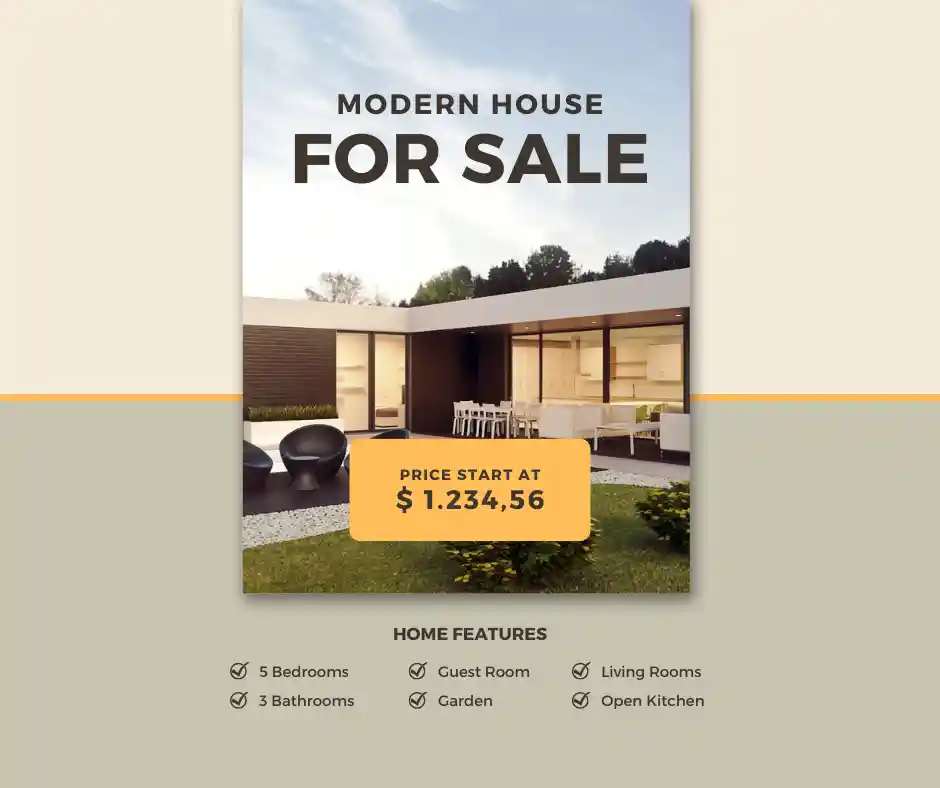 MODERN HOUSE
FOR SALE
PRICE START AT
$ 1.234,56
HOME FEATURES
5 Bedrooms
Guest Room
Living Rooms
3 Bathrooms
Garden
Open Kitchen